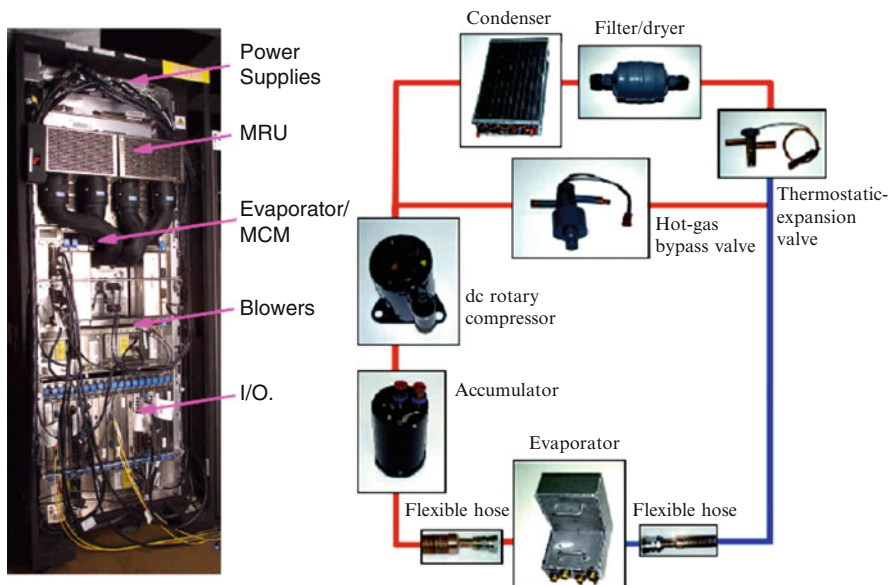 Power
Supplies
MRU
Evaporator/
MCM
Blowers
I/O.
Condenser
Filter/dryer
Thermostatic-
expansion
valve
Hot-gas
bypass valve
dc rotary
compressor
Accumulator
Evaporator
Flexible hose
Flexible hose